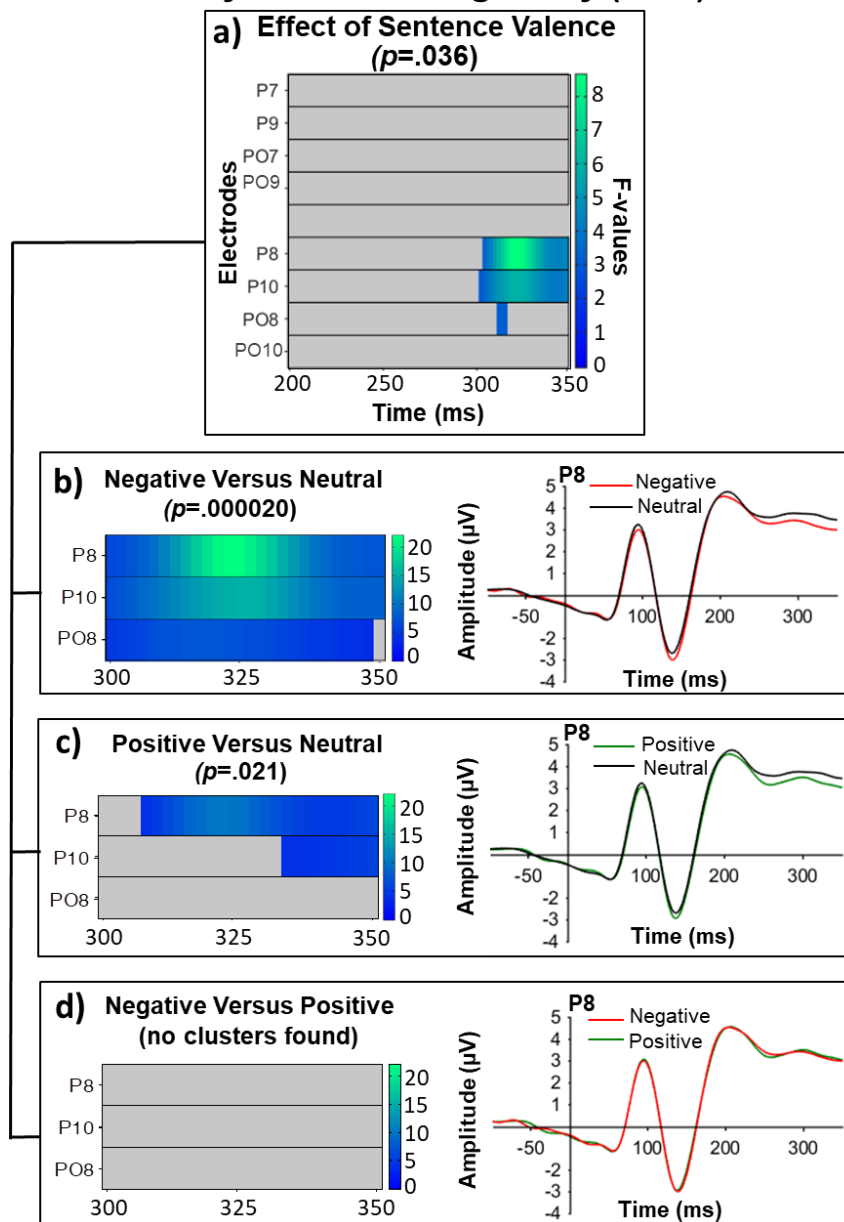 a) Effect of Sentence Valence
(p=.036)
Electrodes
P7
P9
PO7
PO9
P8
P10
PO8
PO10
200 250 300 350
Time (ms)
8
7
6
5
4
3
2
1
0
F-values
b) Negative Versus Neutral
(p=.000020)
P8
P10
PO8
300 325 350
20
15
10
5
0
P8
Negative
Neutral
Amplitude (µV)
5
4
3
2
1
-2
-3
-4
-50 100 200 300
Time (ms)
c) Positive Versus Neutral
(p=.021)
P8
P10
PO8
300 325 350
20
15
10
5
0
P8
Positive
Neutral
Amplitude (µV)
5
4
3
2
1
-2
-3
-4
-50 100 200 300
Time (ms)
d) Negative Versus Positive
(no clusters found)
P8
P10
PO8
300 325 350
20
15
10
5
0
P8
Negative
Positive
Amplitude (µV)
5
4
3
2
1
-2
-3
-4
-50 100 200 300
Time (ms)